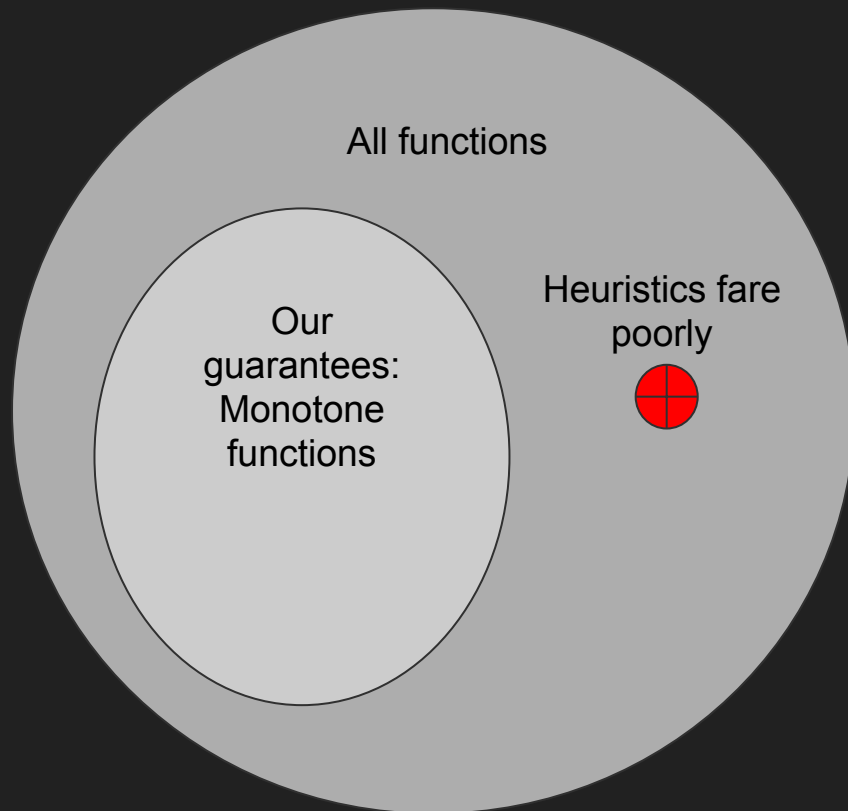 All functions
Heuristics fare
poorly
Our
guarantees:
Monotone
functions